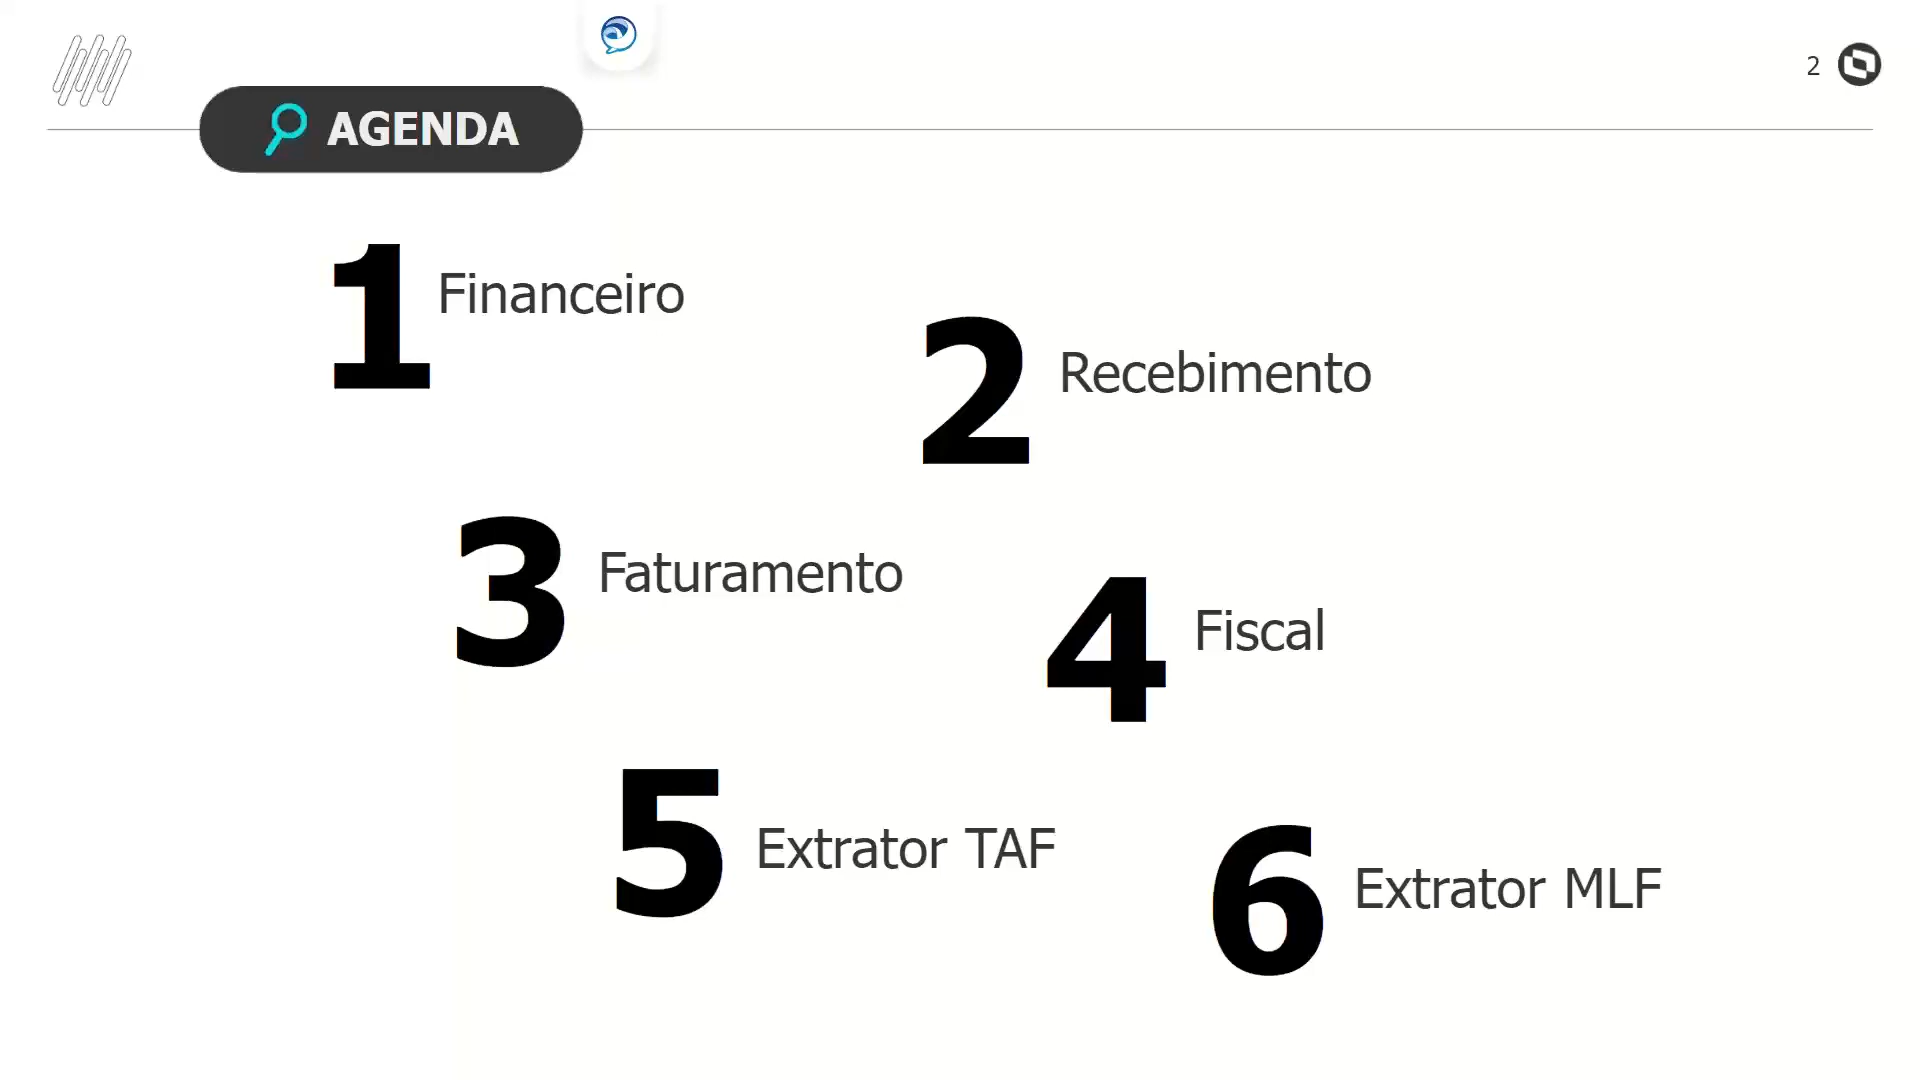 2
AGENDA
1 Financeiro
2 Recebimento
3 Faturamento
4 Fiscal
5 Extrator TAF
6 Extrator MLF